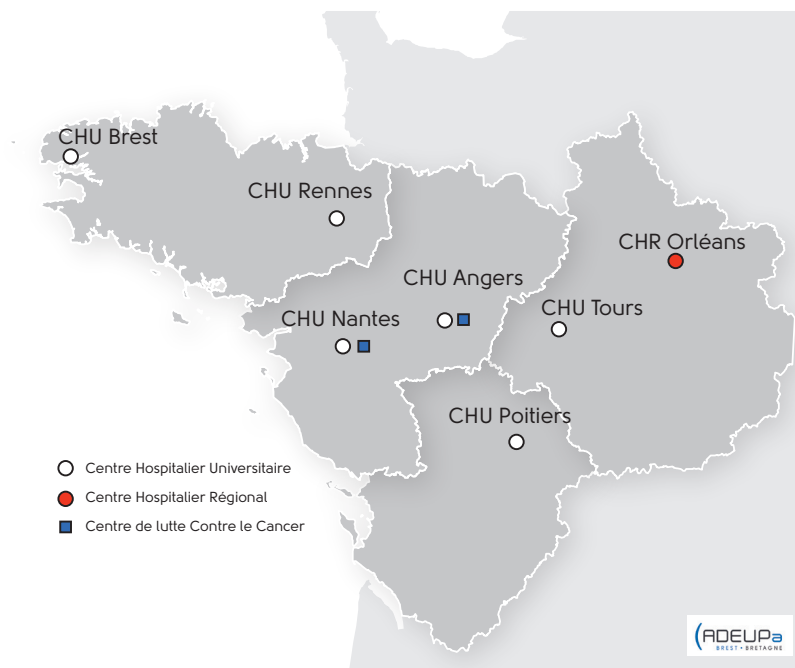 CHU Brest
CHU Rennes
CHR Orléans
CHU Angers
CHU Tours
CHU Nantes
CHU Poitiers
Centre Hospitalier Universitaire
Centre Hospitalier Régional
Centre de lutte Contre le Cancer
ADEUPa
BREST • BRETAGNE